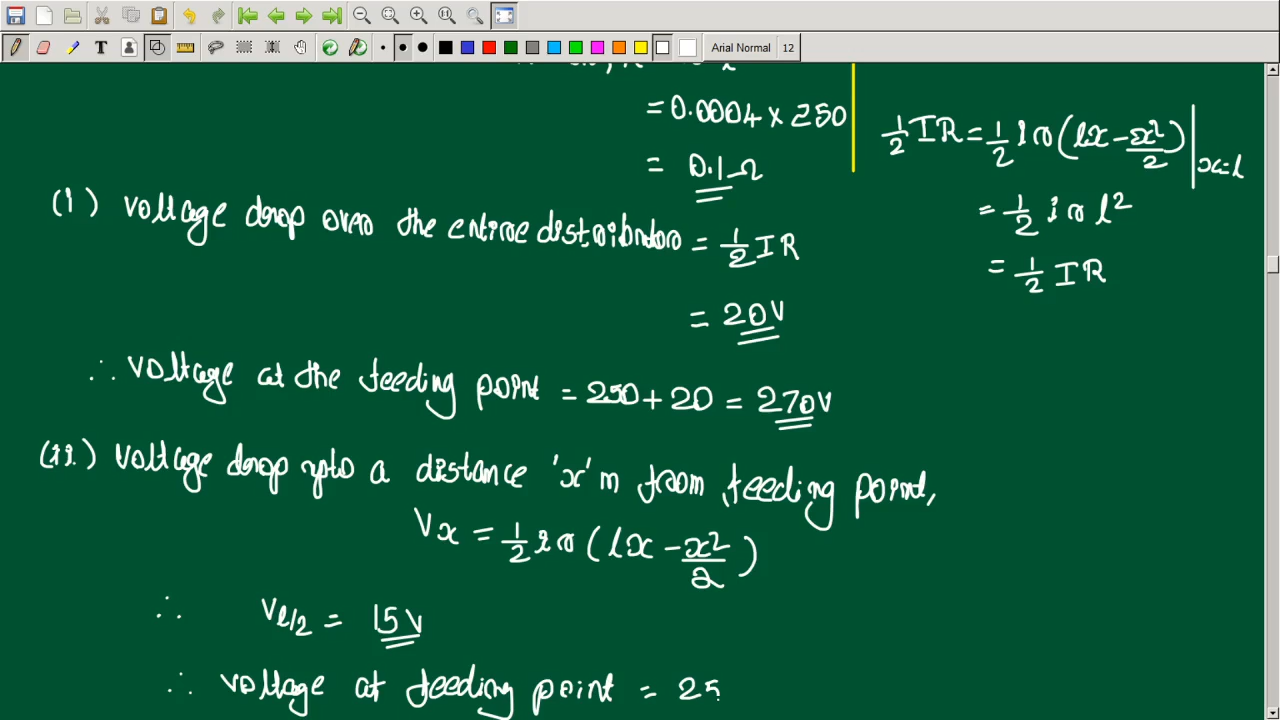 Arial Normal 12
= 0.0004 x 250
= 0.1 Ω
(i) voltage drop over the entire distributor = 1/2 IR
= 20V
∴ voltage at the feeding point = 250 + 20 = 270V
(ii.) voltage drop upto a distance 'x' m from feeding point,
Vx = 1/2 i r (lx - x²/2)
∴ Vl/2 = 15V
∴ voltage at feeding point = 25
1/2 IR = 1/2 i r (lx - x²/2) | x=l
= 1/2 i r l²
= 1/2 IR